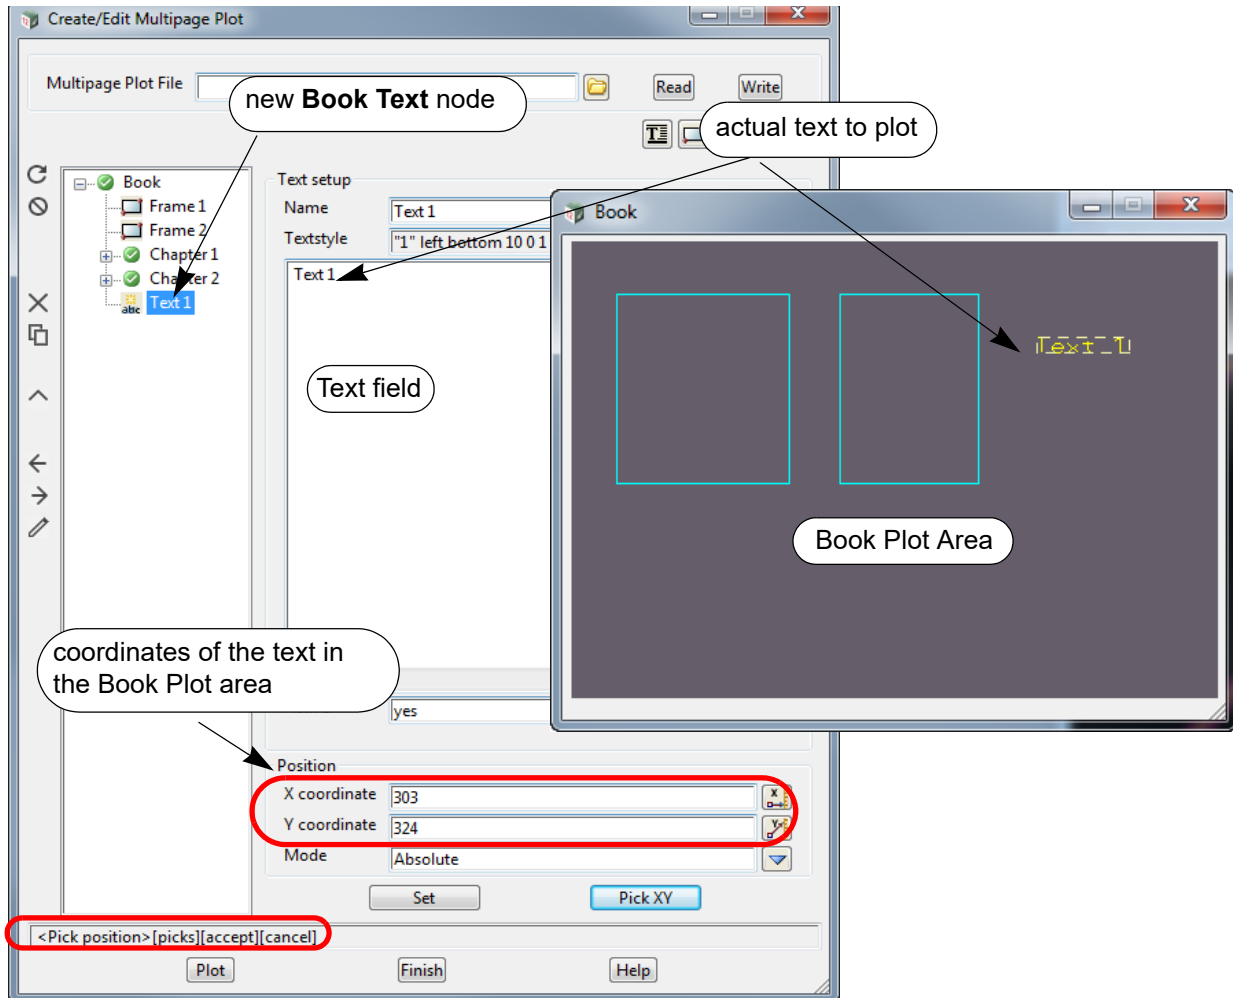 Create/Edit Multipage Plot
Multipage Plot File
Read
Write
new Book Text node
actual text to plot
Book
Frame 1
Frame 2
Chapter 1
Chapter 2
abc Text 1
Text setup
Name
Text 1
Textstyle
"1" left bottom 10 0 1
Text 1
Text field
Book
Text 1
Book Plot Area
coordinates of the text in
the Book Plot area
yes
Position
X coordinate
303
X
Y coordinate
324
Y
Mode
Absolute
Set
Pick XY
<Pick position>[picks][accept][cancel]
Plot
Finish
Help